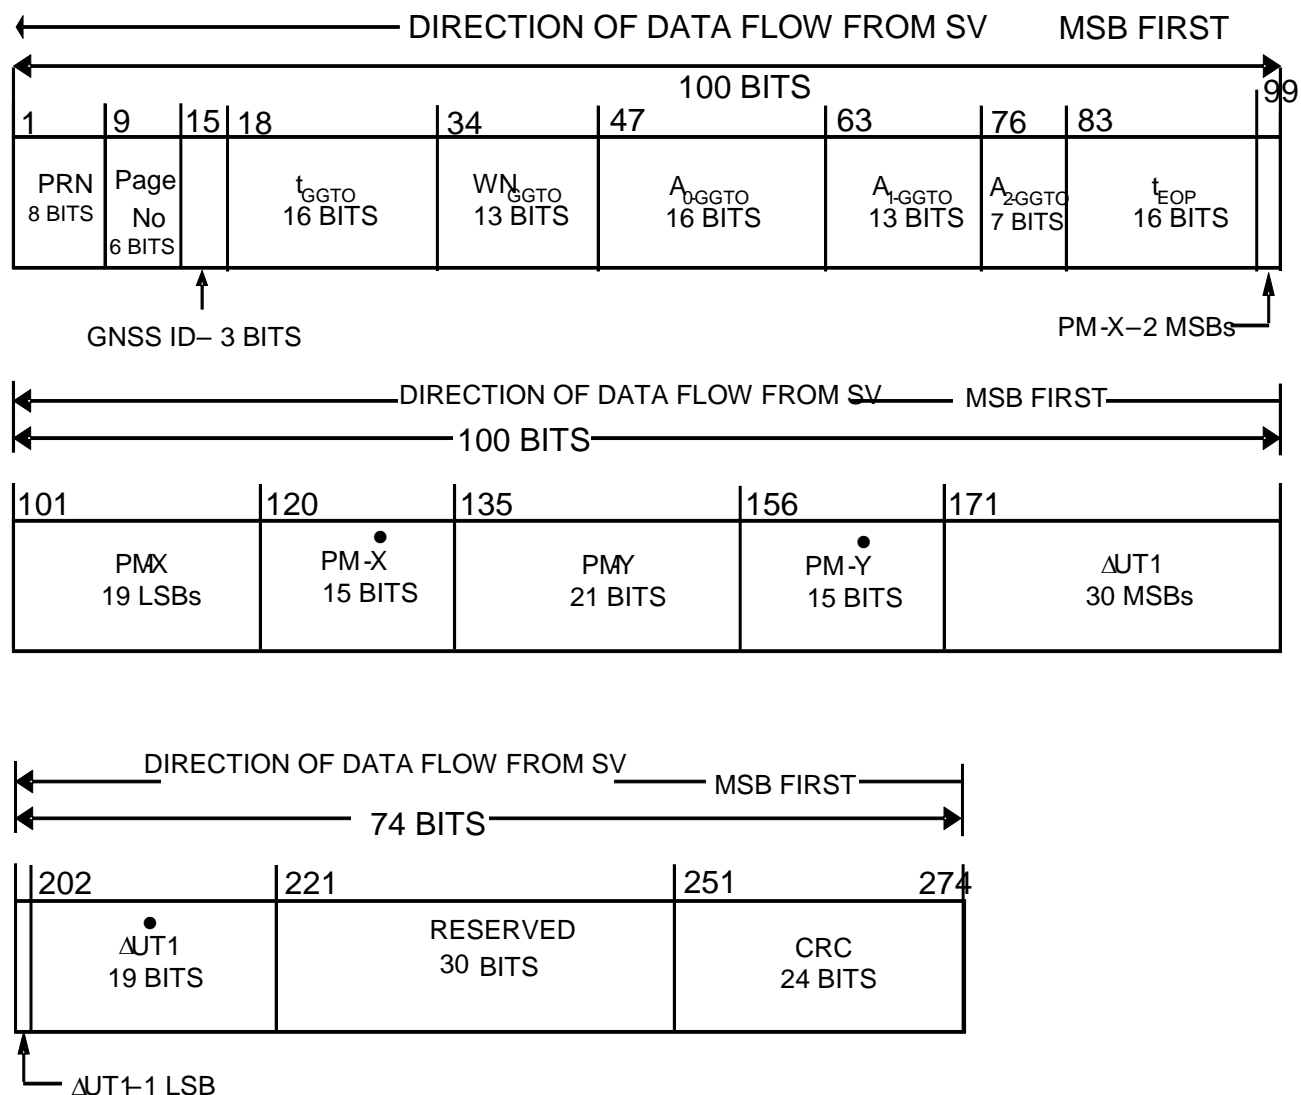 DIRECTION OF DATA FLOW FROM SV MSB FIRST
100 BITS
1 9 15 18 34 47 63 76 83 99
PRN
8 BITS
Page
No
6 BITS
tGGTO
16 BITS
WNGGTO
13 BITS
A0-GGTO
16 BITS
A1-GGTO
13 BITS
A2-GGTO
7 BITS
tEOP
16 BITS
GNSS ID– 3 BITS
PM-X–2 MSBs
DIRECTION OF DATA FLOW FROM SV MSB FIRST
100 BITS
101 120 135 156 171
PM-X
19 LSBs
PM-X
15 BITS
PM-Y
21 BITS
PM-Y
15 BITS
ΔUT1
30 MSBs
DIRECTION OF DATA FLOW FROM SV MSB FIRST
74 BITS
202 221 251 274
ΔUT1
19 BITS
RESERVED
30 BITS
CRC
24 BITS
ΔUT1–1 LSB